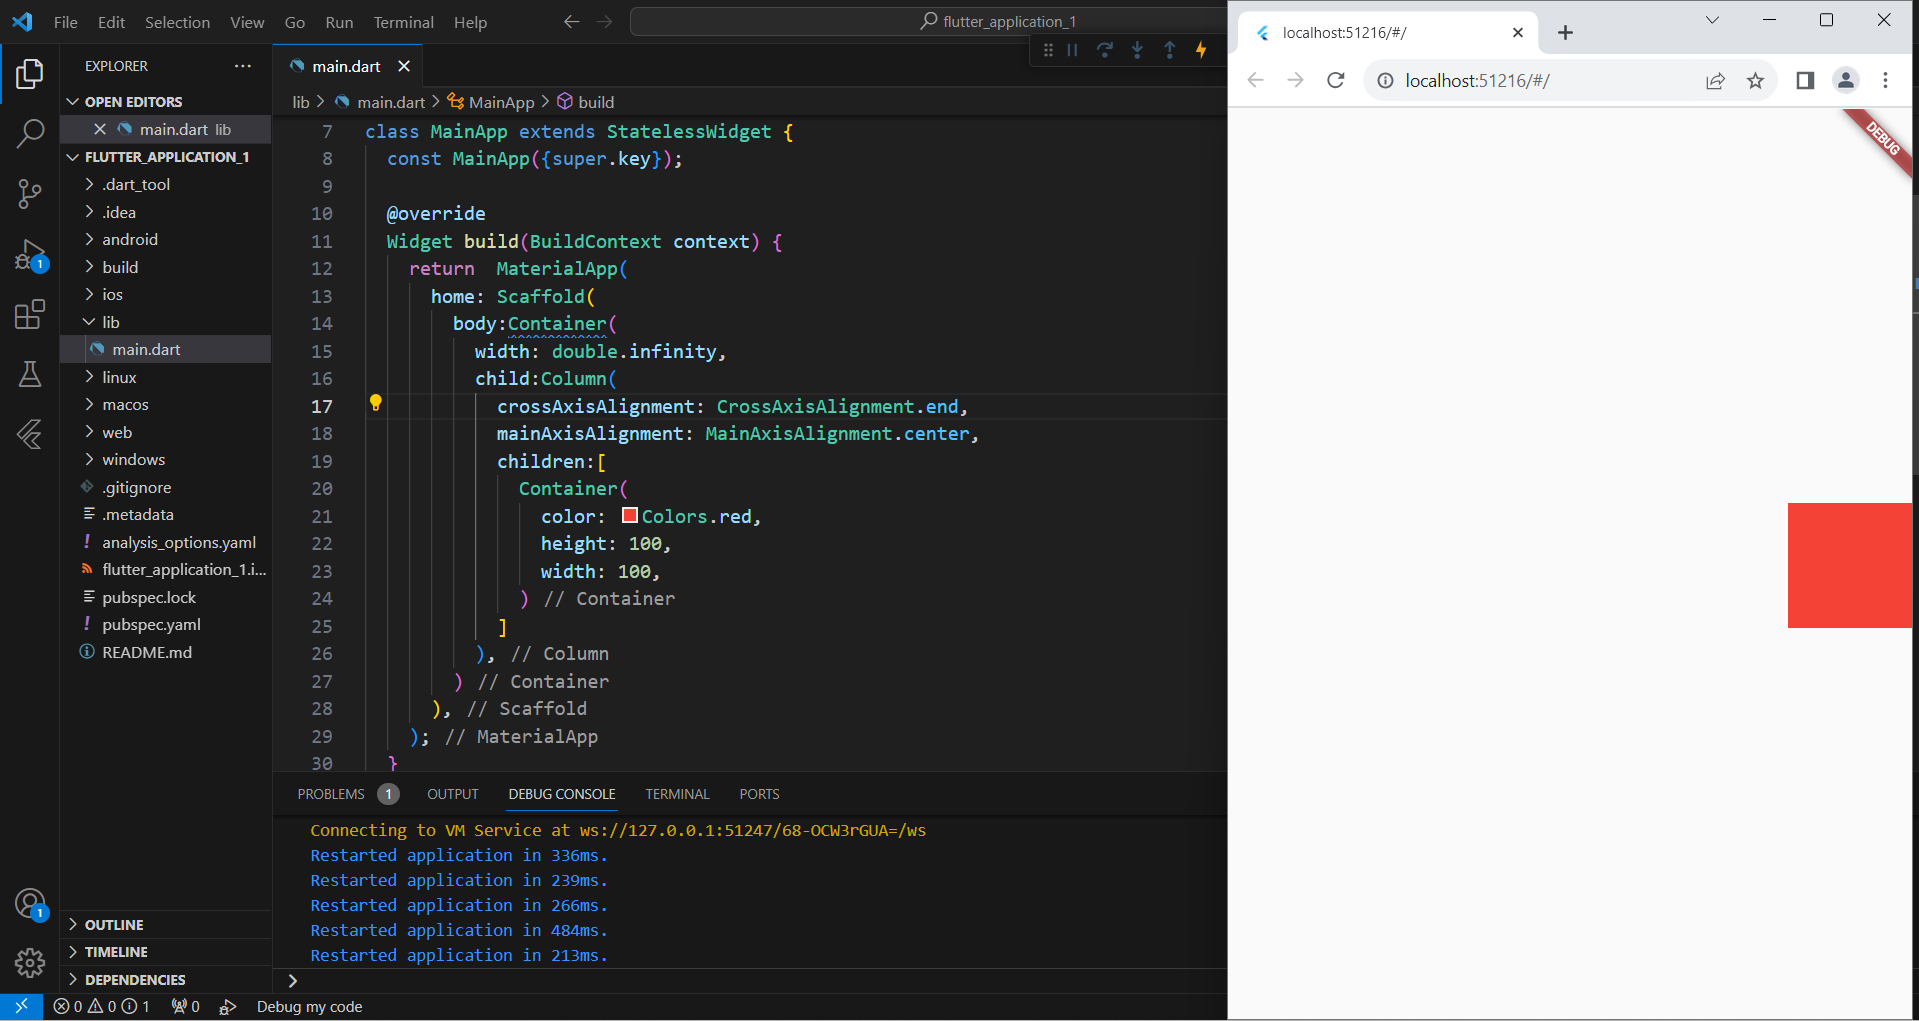 File Edit Selection View Go Run Terminal Help
flutter_application_1
EXPLORER
OPEN EDITORS
main.dart lib
FLUTTER_APPLICATION_1
.dart_tool
.idea
android
build
ios
lib
main.dart
linux
macos
web
windows
.gitignore
.metadata
analysis_options.yaml
flutter_application_1.i...
pubspec.lock
pubspec.yaml
README.md
OUTLINE
TIMELINE
DEPENDENCIES
1
1
main.dart
lib > main.dart > MainApp > build
7 class MainApp extends StatelessWidget {
8 const MainApp({super.key});
9
10 @override
11 Widget build(BuildContext context) {
12 return  MaterialApp(
13 home: Scaffold(
14 body:Container(
15 width: double.infinity,
16 child:Column(
17 crossAxisAlignment: CrossAxisAlignment.end,
18 mainAxisAlignment: MainAxisAlignment.center,
19 children:[
20 Container(
21 color: Colors.red,
22 height: 100,
23 width: 100,
24 ) // Container
25 ]
26 ), // Column
27 ) // Container
28 ), // Scaffold
29 ); // MaterialApp
30 }
PROBLEMS 1 OUTPUT DEBUG CONSOLE TERMINAL PORTS
Connecting to VM Service at ws://127.0.0.1:51247/68-OCW3rGUA=/ws
Restarted application in 336ms.
Restarted application in 239ms.
Restarted application in 266ms.
Restarted application in 484ms.
Restarted application in 213ms.
0 0 1 0 Debug my code
localhost:51216/#/
localhost:51216/#/
DEBUG